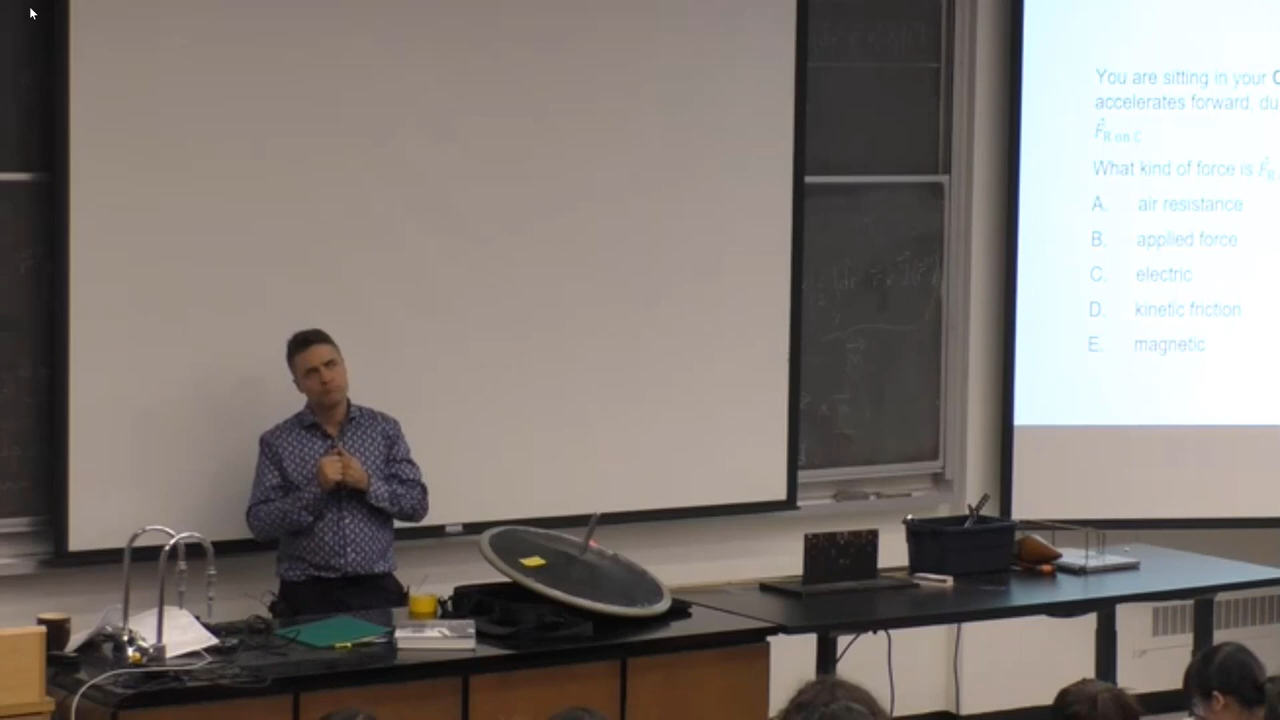 You are sitting in your
accelerates forward, du
F⃗R on C
What kind of force is F⃗R
A. air resistance
B. applied force
C. electric
D. kinetic friction
E. magnetic